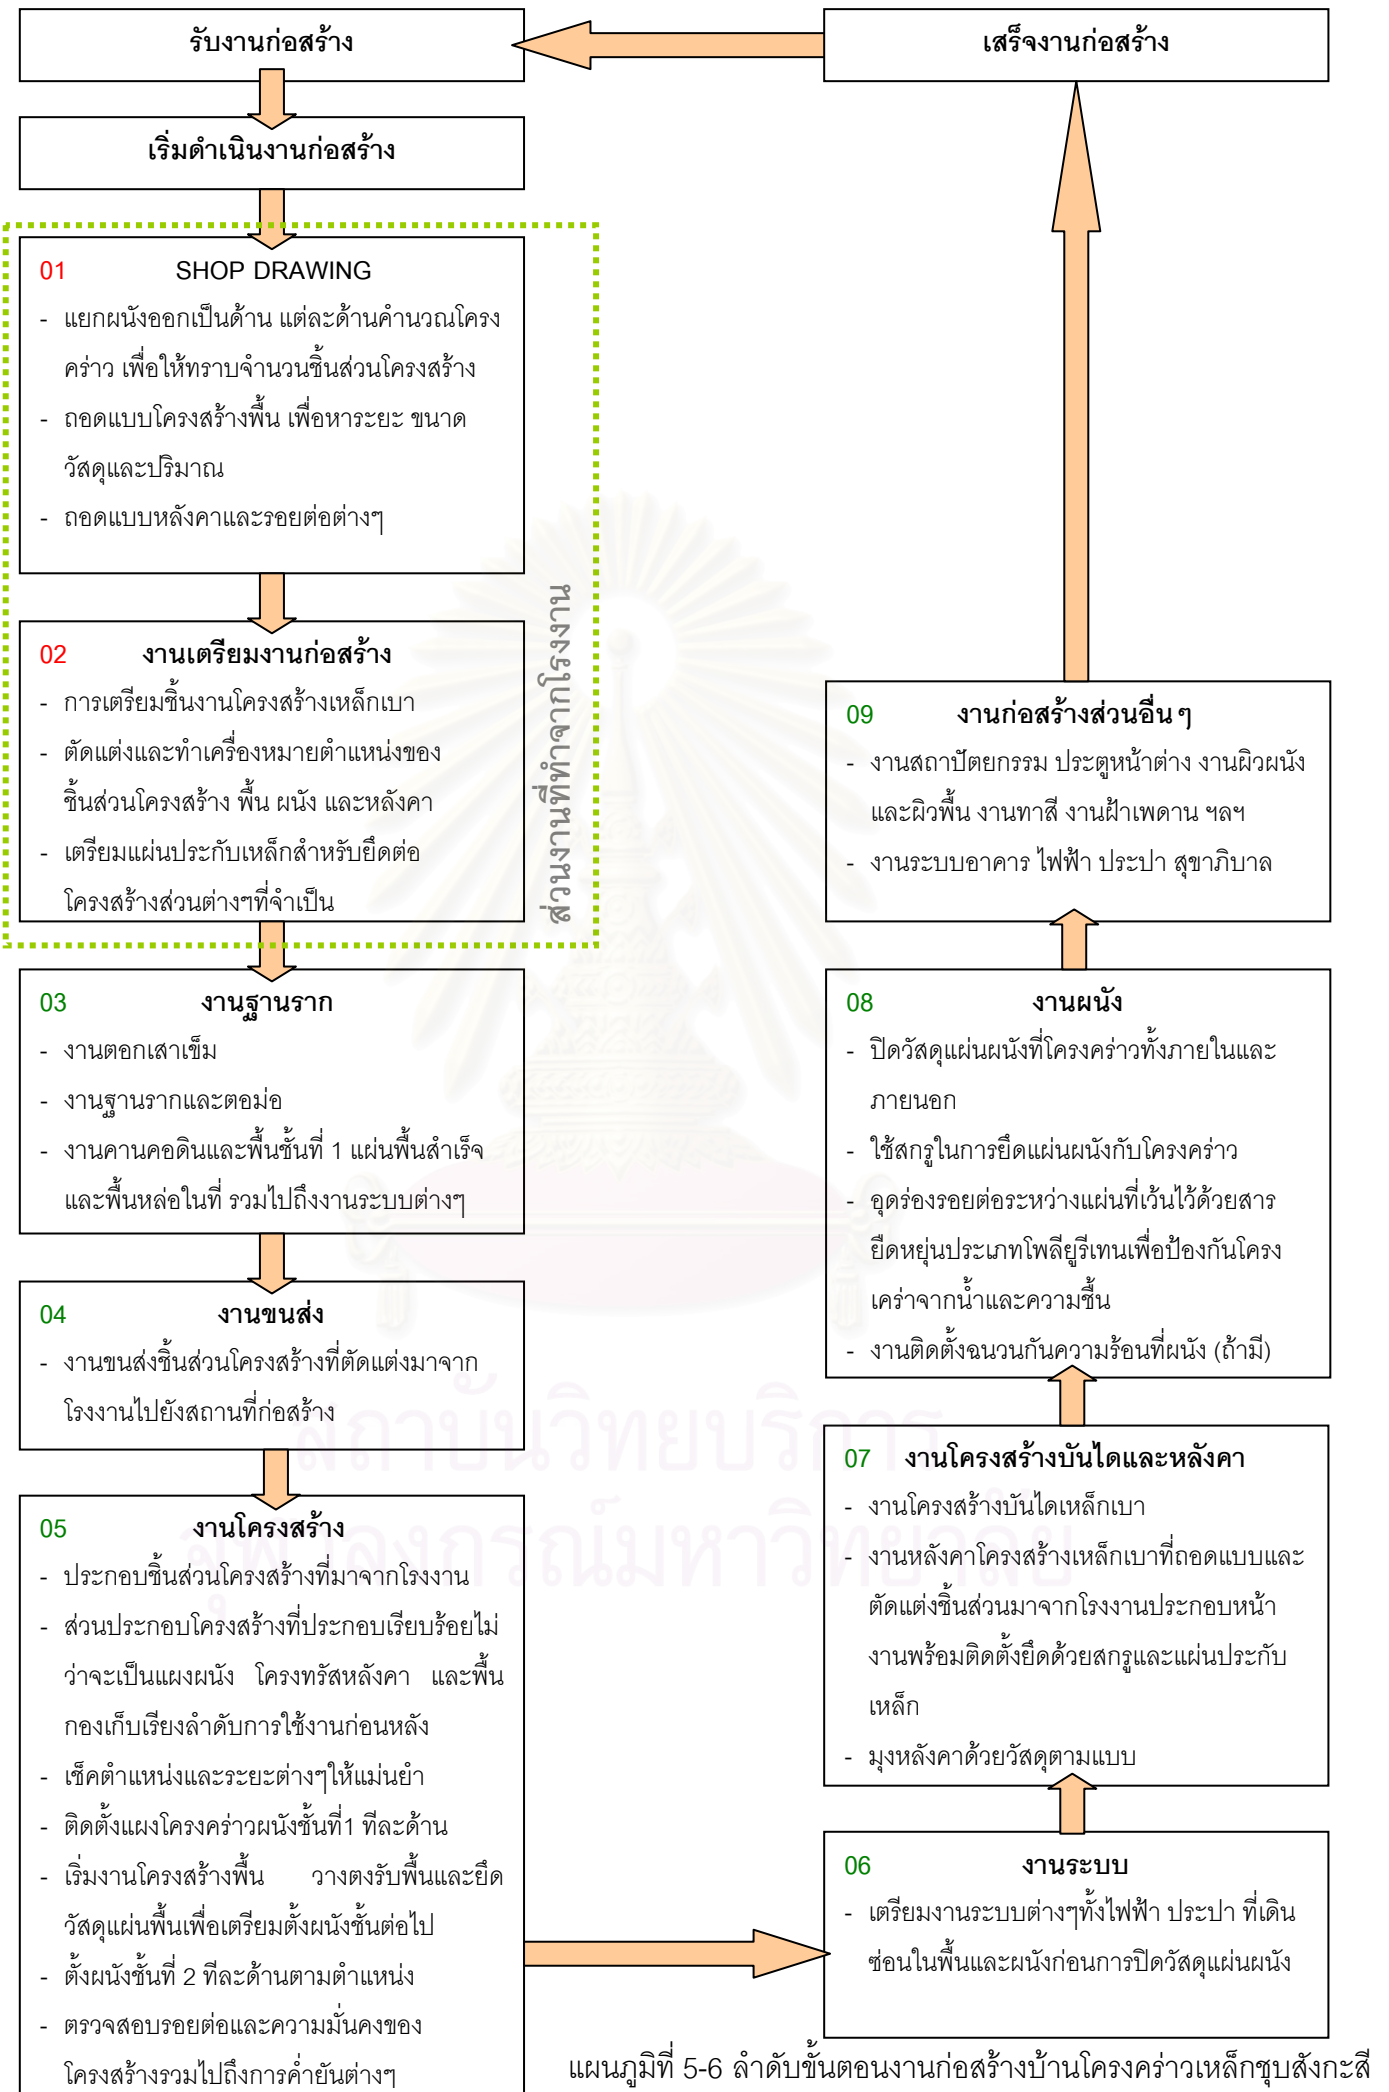 รับงานก่อสร้าง
เริ่มดำเนินงานก่อสร้าง
01 SHOP DRAWING
- แยกผนังออกเป็นด้าน แต่ละด้านคำนวณโครง
คร่าว เพื่อให้ทราบจำนวนชิ้นส่วนโครงสร้าง
- ถอดแบบโครงสร้างพื้น เพื่อหาระยะ ขนาด
วัสดุและปริมาณ
- ถอดแบบหลังคาและรอยต่อต่างๆ
02 งานเตรียมงานก่อสร้าง
- การเตรียมชิ้นงานโครงสร้างเหล็กเบา
- ตัดแต่งและทำเครื่องหมายตำแหน่งของ
ชิ้นส่วนโครงสร้าง พื้น ผนัง และหลังคา
- เตรียมแผ่นประกับเหล็กสำหรับยึดต่อ
โครงสร้างส่วนต่างๆที่จำเป็น
ส่วนงานที่ทำจากโรงงาน
03 งานฐานราก
- งานตอกเสาเข็ม
- งานฐานรากและตอม่อ
- งานคานคอดินและพื้นชั้นที่ 1 แผ่นพื้นสำเร็จ
และพื้นหล่อในที่ รวมไปถึงงานระบบต่างๆ
04 งานขนส่ง
- งานขนส่งชิ้นส่วนโครงสร้างที่ตัดแต่งมาจาก
โรงงานไปยังสถานที่ก่อสร้าง
05 งานโครงสร้าง
- ประกอบชิ้นส่วนโครงสร้างที่มาจากโรงงาน
- ส่วนประกอบโครงสร้างที่ประกอบเรียบร้อยไม่
ว่าจะเป็นแผงผนัง โครงทรัสหลังคา และพื้น
กองเก็บเรียงลำดับการใช้งานก่อนหลัง
- เช็คตำแหน่งและระยะต่างๆให้แม่นยำ
- ติดตั้งแผงโครงคร่าวผนังชั้นที่1 ทีละด้าน
- เริ่มงานโครงสร้างพื้น วางตงรับพื้นและยึด
วัสดุแผ่นพื้นเพื่อเตรียมตั้งผนังชั้นต่อไป
- ตั้งผนังชั้นที่ 2 ทีละด้านตามตำแหน่ง
- ตรวจสอบรอยต่อและความมั่นคงของ
โครงสร้างรวมไปถึงการค่ำยันต่างๆ
เสร็จงานก่อสร้าง
09 งานก่อสร้างส่วนอื่นๆ
- งานสถาปัตยกรรม ประตูหน้าต่าง งานผิวผนัง
และผิวพื้น งานทาสี งานฝ้าเพดาน ฯลฯ
- งานระบบอาคาร ไฟฟ้า ประปา สุขาภิบาล
08 งานผนัง
- ปิดวัสดุแผ่นผนังที่โครงคร่าวทั้งภายในและ
ภายนอก
- ใช้สกรูในการยึดแผ่นผนังกับโครงคร่าว
- อุดร่องรอยต่อระหว่างแผ่นที่เว้นไว้ด้วยสาร
ยืดหยุ่นประเภทโพลียูรีเทนเพื่อป้องกันโครง
เคร่าจากน้ำและความชื้น
- งานติดตั้งฉนวนกันความร้อนที่ผนัง (ถ้ามี)
07 งานโครงสร้างบันไดและหลังคา
- งานโครงสร้างบันไดเหล็กเบา
- งานหลังคาโครงสร้างเหล็กเบาที่ถอดแบบและ
ตัดแต่งชิ้นส่วนมาจากโรงงานประกอบหน้า
งานพร้อมติดตั้งยึดด้วยสกรูและแผ่นประกับ
เหล็ก
- มุงหลังคาด้วยวัสดุตามแบบ
06 งานระบบ
- เตรียมงานระบบต่างๆทั้งไฟฟ้า ประปา ที่เดิน
ซ่อนในพื้นและผนังก่อนการปิดวัสดุแผ่นผนัง
สถาบันวิทยบริการ
จุฬาลงกรณ์มหาวิทยาลัย
แผนภูมิที่ 5-6 ลำดับขั้นตอนงานก่อสร้างบ้านโครงคร่าวเหล็กชุบสังกะสี